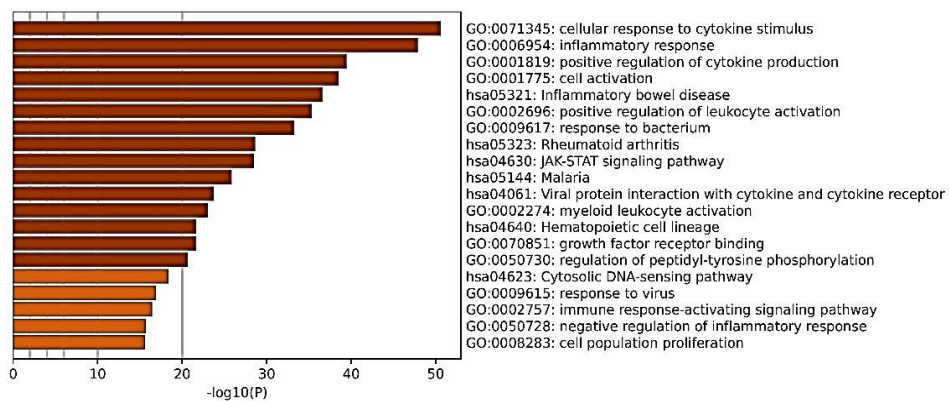 GO:0071345: cellular response to cytokine stimulus
GO:0006954: inflammatory response
GO:0001819: positive regulation of cytokine production
GO:0001775: cell activation
hsa05321: Inflammatory bowel disease
GO:0002696: positive regulation of leukocyte activation
GO:0009617: response to bacterium
hsa05323: Rheumatoid arthritis
hsa04630: JAK-STAT signaling pathway
hsa05144: Malaria
hsa04061: Viral protein interaction with cytokine and cytokine receptor
GO:0002274: myeloid leukocyte activation
hsa04640: Hematopoietic cell lineage
GO:0070851: growth factor receptor binding
GO:0050730: regulation of peptidyl-tyrosine phosphorylation
hsa04623: Cytosolic DNA-sensing pathway
GO:0009615: response to virus
GO:0002757: immune response-activating signaling pathway
GO:0050728: negative regulation of inflammatory response
GO:0008283: cell population proliferation
0 10 20 30 40 50
-log10(P)